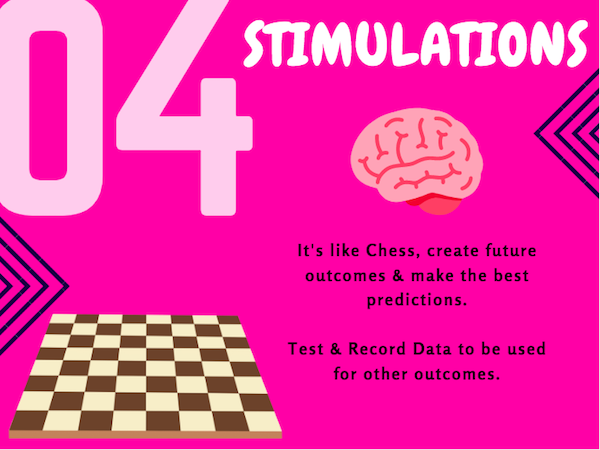 04
STIMULATIONS
It's like Chess, create future
outcomes & make the best
predictions.
Test & Record Data to be used
for other outcomes.